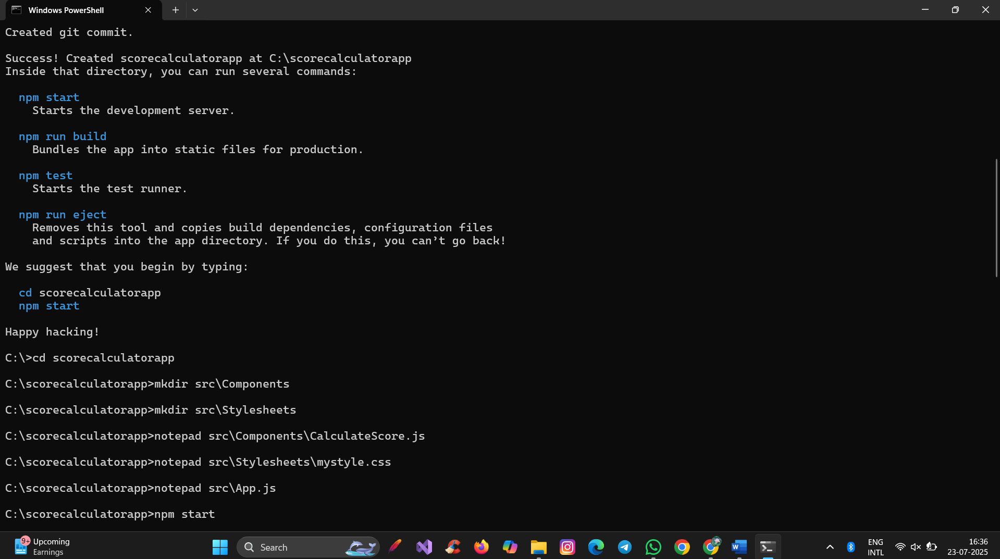 Windows PowerShell
Created git commit.
Success! Created scorecalculatorapp at C:\scorecalculatorapp
Inside that directory, you can run several commands:
npm start
Starts the development server.
npm run build
Bundles the app into static files for production.
npm test
Starts the test runner.
npm run eject
Removes this tool and copies build dependencies, configuration files
and scripts into the app directory. If you do this, you can’t go back!
We suggest that you begin by typing:
cd scorecalculatorapp
npm start
Happy hacking!
C:\>cd scorecalculatorapp
C:\scorecalculatorapp>mkdir src\Components
C:\scorecalculatorapp>mkdir src\Stylesheets
C:\scorecalculatorapp>notepad src\Components\CalculateScore.js
C:\scorecalculatorapp>notepad src\Stylesheets\mystyle.css
C:\scorecalculatorapp>notepad src\App.js
C:\scorecalculatorapp>npm start
9+ Upcoming
Earnings
Search
W
ENG
INTL
16:36
23-07-2025